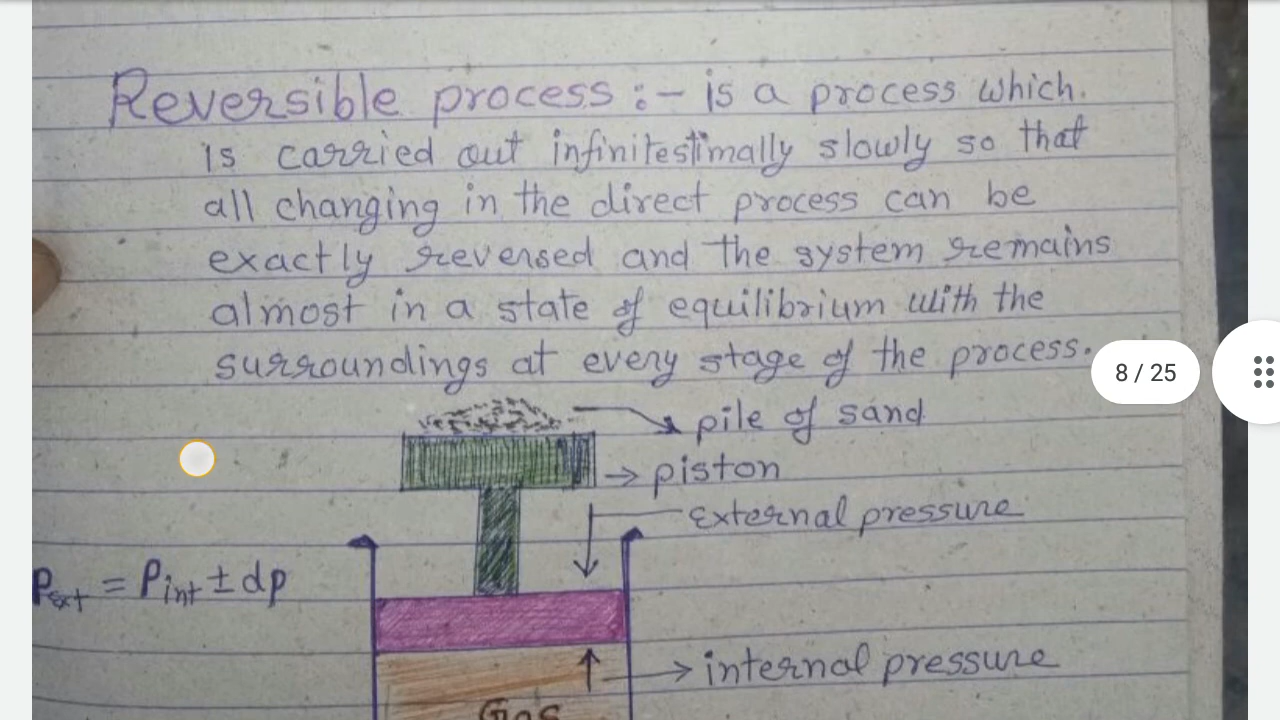 Reversible process :- is a process which.
is carried out infinitestimally slowly so that
all changing in the direct process can be
exactly reversed and the system remains
almost in a state of equilibrium with the
surroundings at every stage of the process.
8 / 25
pile of sand
piston
External pressure
Pext = Pint ± dp
internal pressure
Gas